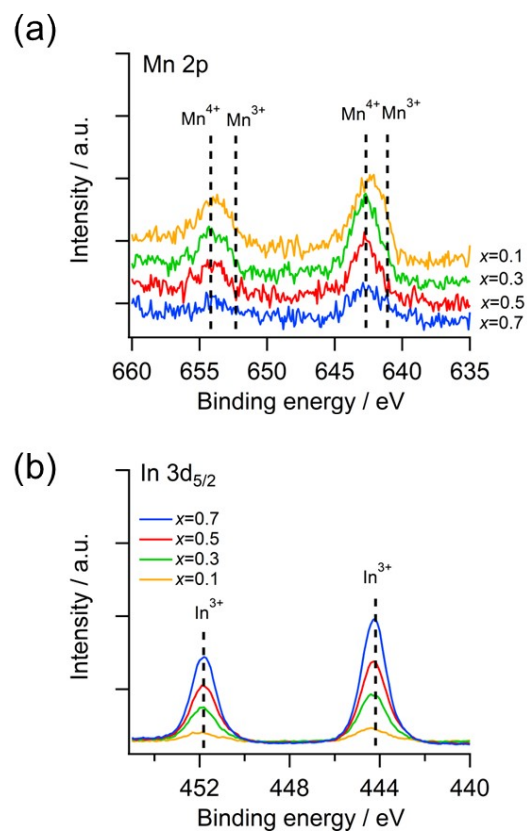 (a)
Mn 2p
Mn4+ Mn3+ Mn4+ Mn3+
Intensity / a.u.
x=0.1
x=0.3
x=0.5
x=0.7
660 655 650 645 640 635
Binding energy / eV
(b)
In 3d5/2
x=0.7
x=0.5
x=0.3
x=0.1
In3+ In3+
Intensity / a.u.
452 448 444 440
Binding energy / eV